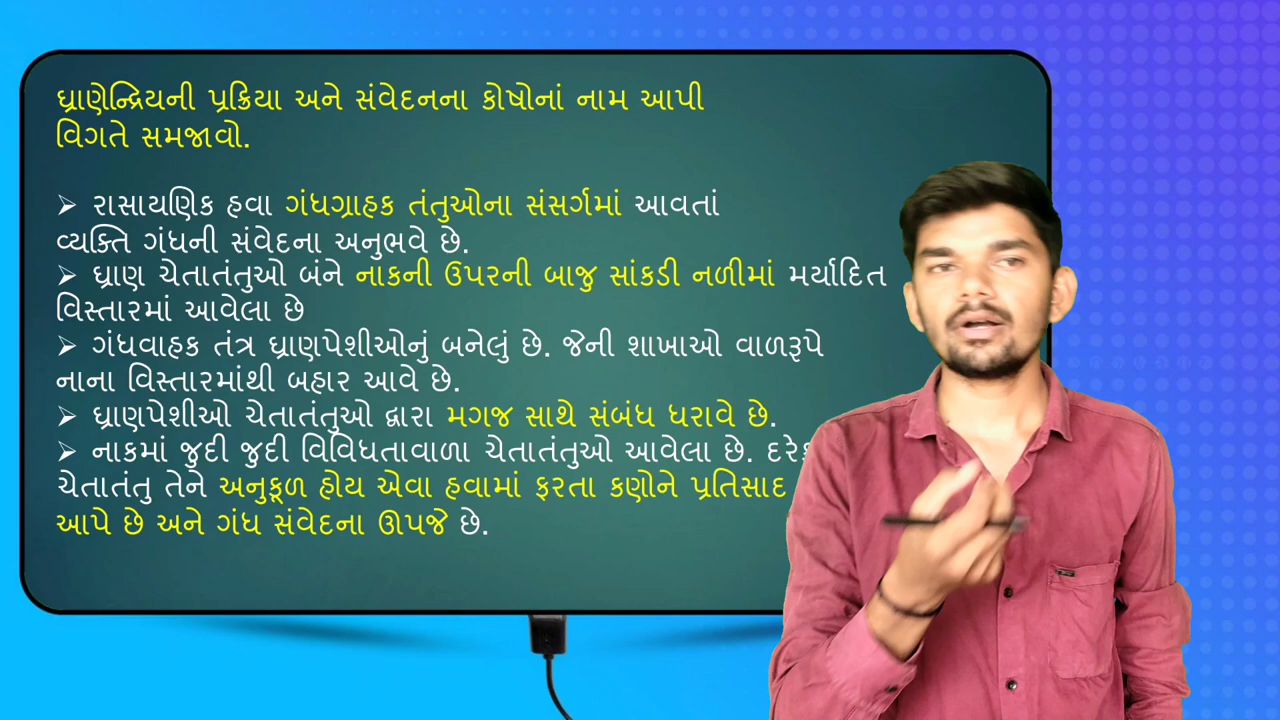 ઘ્રાણેન્દ્રિયની પ્રક્રિયા અને સંવેદનના કોષોનાં નામ આપી
વિગતે સમજાવો.
➢ રાસાયણિક હવા ગંધગ્રાહક તંતુઓના સંસર્ગમાં આવતાં
વ્યક્તિ ગંધની સંવેદના અનુભવે છે.
➢ ઘ્રાણ ચેતાતંતુઓ બંને નાકની ઉપરની બાજુ સાંકડી નળીમાં મર્યાદિત
વિસ્તારમાં આવેલા છે
➢ ગંધવાહક તંત્ર ઘ્રાણપેશીઓનું બનેલું છે. જેની શાખાઓ વાળરૂપે
નાના વિસ્તારમાંથી બહાર આવે છે.
➢ ઘ્રાણપેશીઓ ચેતાતંતુઓ દ્વારા મગજ સાથે સંબંધ ધરાવે છે.
➢ નાકમાં જુદી જુદી વિવિધતાવાળા ચેતાતંતુઓ આવેલા છે.
ચેતાતંતુ તેને અનુકૂળ હોય એવા હવામાં ફરતા કણોને પ્રતિસાદ
આપે છે અને ગંધ સંવેદના ઊપજે છે.